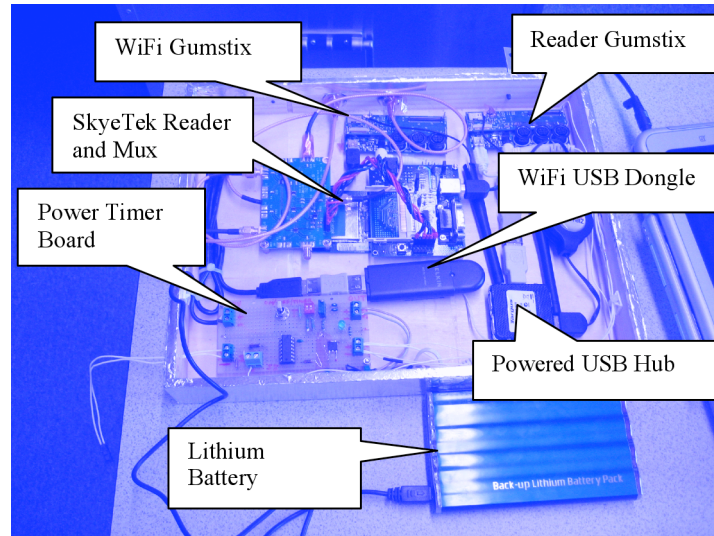 WiFi Gumstix
Reader Gumstix
SkyeTek Reader
and Mux
WiFi USB Dongle
Power Timer
Board
Powered USB Hub
Lithium
Battery
Back-up Lithium Battery Pack